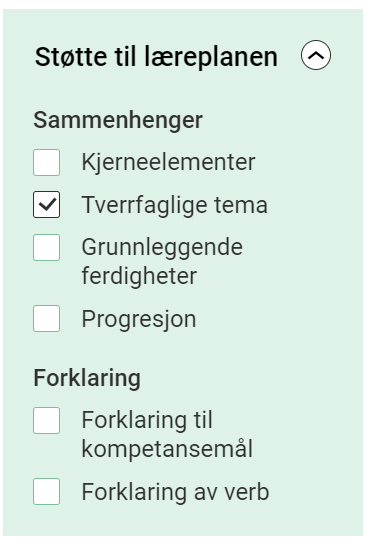 Støtte til læreplanen
Sammenhenger
Kjerneelementer
Tverrfaglige tema
Grunnleggende
ferdigheter
Progresjon
Forklaring
Forklaring til
kompetansemål
Forklaring av verb